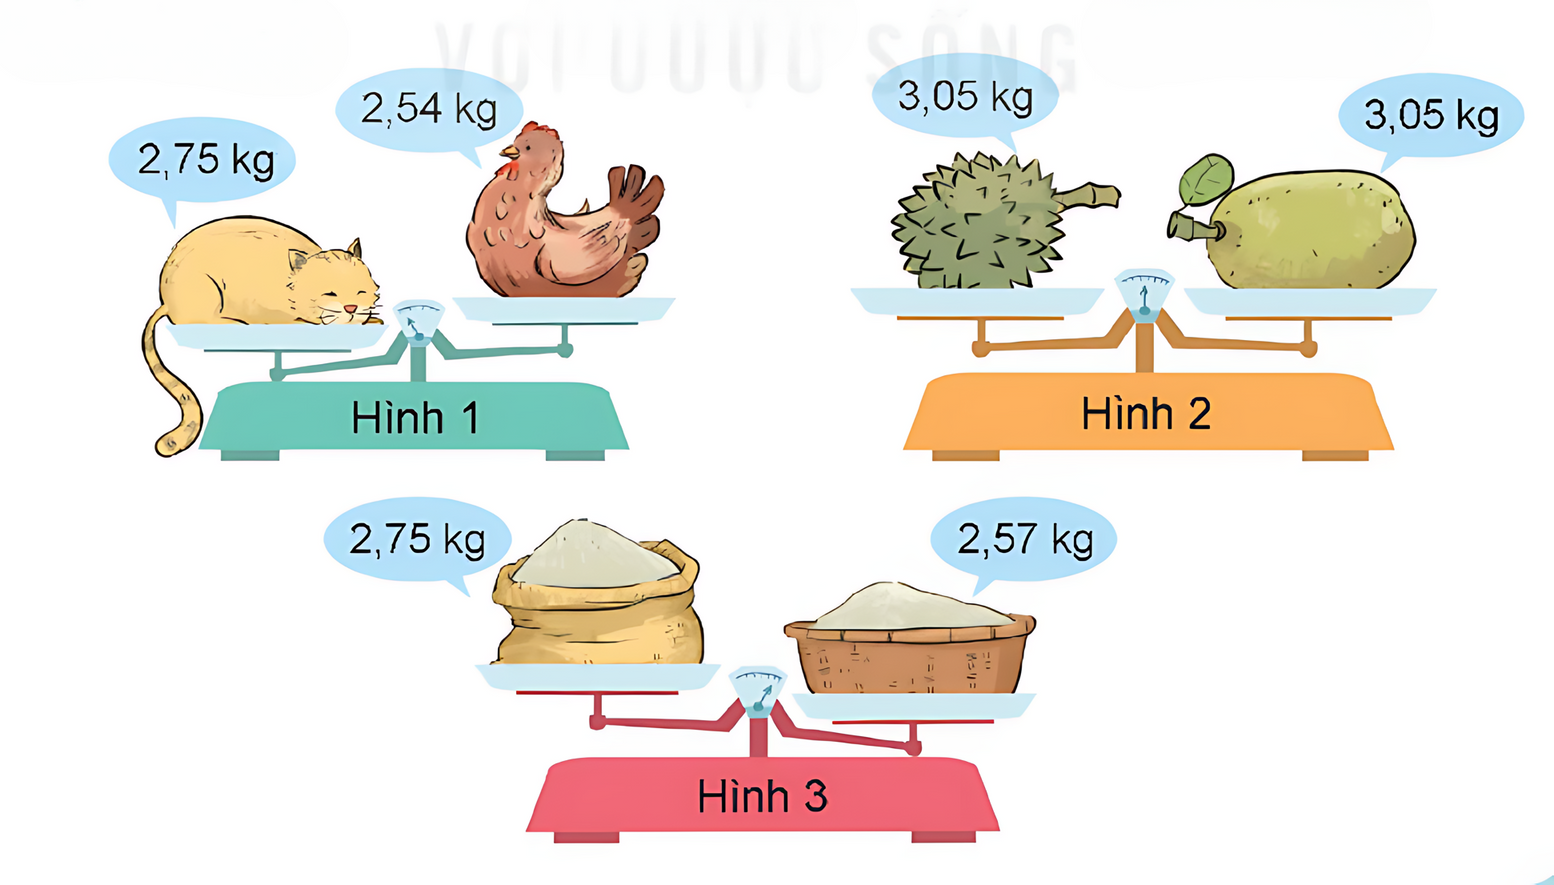 2,54 kg
2,75 kg
3,05 kg
3,05 kg
Hình 1
Hình 2
2,75 kg
2,57 kg
Hình 3